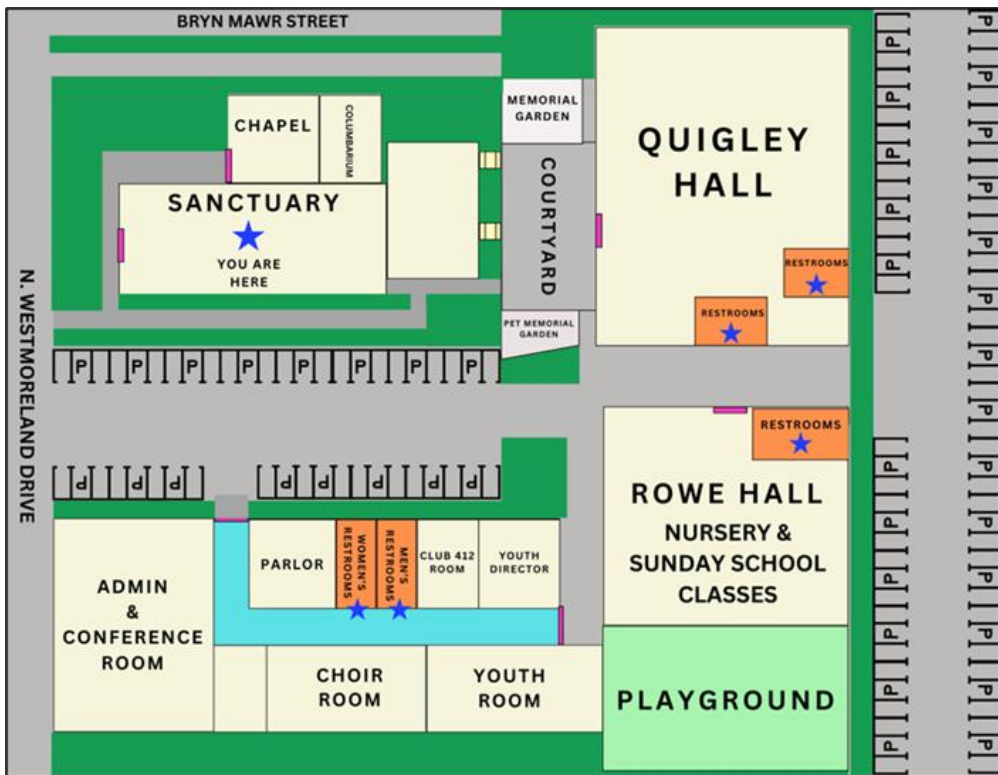 BRYN MAWR STREET
N. WESTMORELAND DRIVE
CHAPEL
COLUMBARIUM
SANCTUARY
YOU ARE
HERE
MEMORIAL
GARDEN
COURTYARD
PET MEMORIAL
GARDEN
QUIGLEY
HALL
RESTROOMS
RESTROOMS
P P P P P
P P P P P P P P P P P P P P
P P P P P P P P
P P P P P P P P
RESTROOMS
ROWE HALL
NURSERY &
SUNDAY SCHOOL
CLASSES
P P P P P P
ADMIN
&
CONFERENCE
ROOM
PARLOR
WOMEN'S
RESTROOMS
MEN'S
RESTROOMS
CLUB 412
ROOM
YOUTH
DIRECTOR
CHOIR
ROOM
YOUTH
ROOM
PLAYGROUND